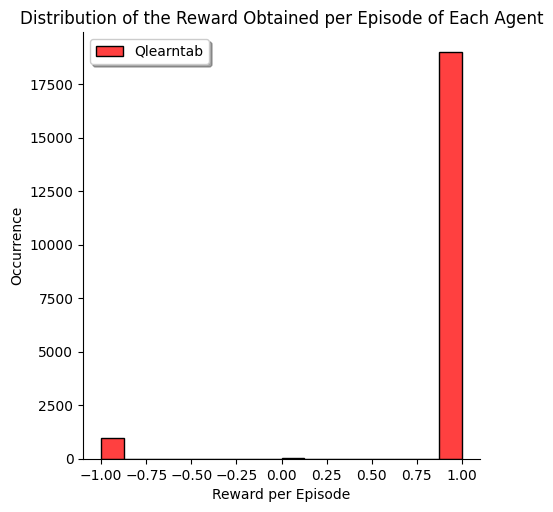 Distribution of the Reward Obtained per Episode of Each Agent
Qlearntab
17500
15000
12500
10000
7500
5000
2500
0
Occurrence
−1.00 −0.75 −0.50 −0.25 0.00 0.25 0.50 0.75 1.00
Reward per Episode